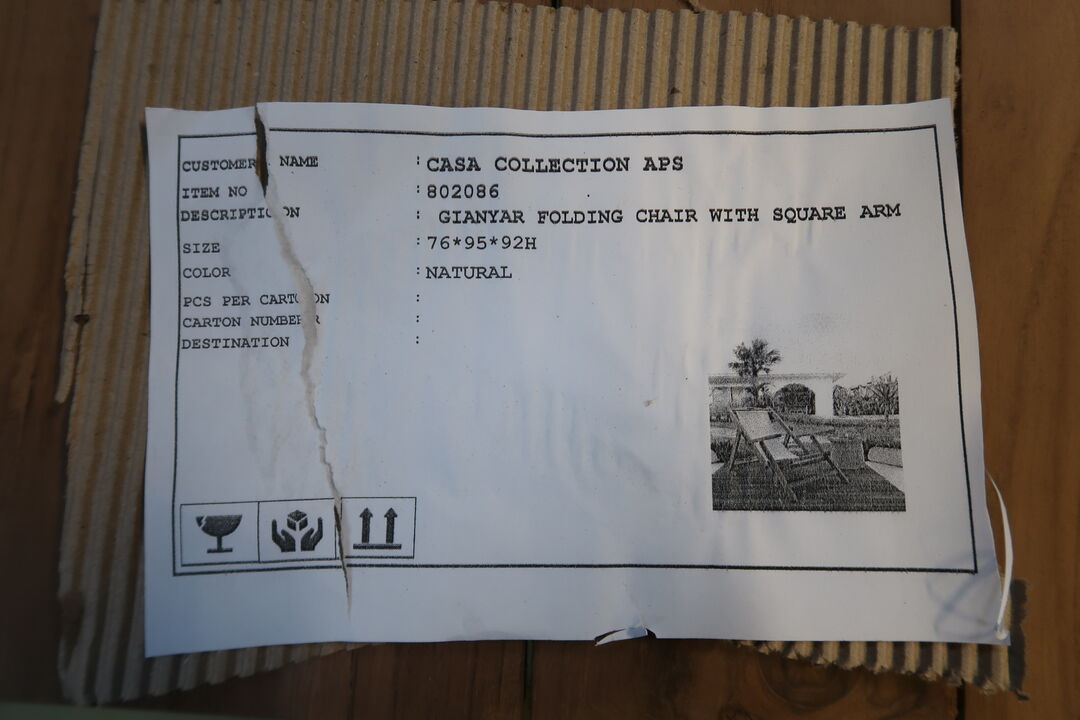 CUSTOMER NAME : CASA COLLECTION APS
ITEM NO : 802086
DESCRIPTION : GIANYAR FOLDING CHAIR WITH SQUARE ARM
SIZE : 76*95*92H
COLOR : NATURAL
PCS PER CARTON :
CARTON NUMBER :
DESTINATION :